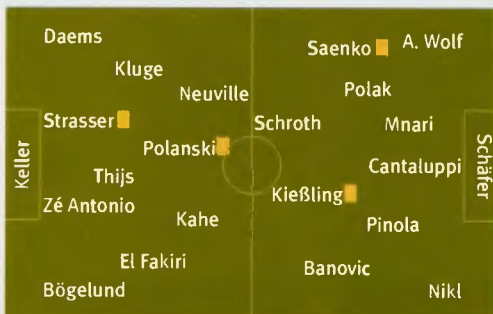 Daems
Kluge
Neuville
Strasser
Polanski
Keller
Thijs
Zé Antonio
Kahe
El Fakiri
Bögelund
Saenko
A. Wolf
Polak
Schroth
Mnari
Cantaluppi
Schäfer
Kießling
Pinola
Banovic
Nikl